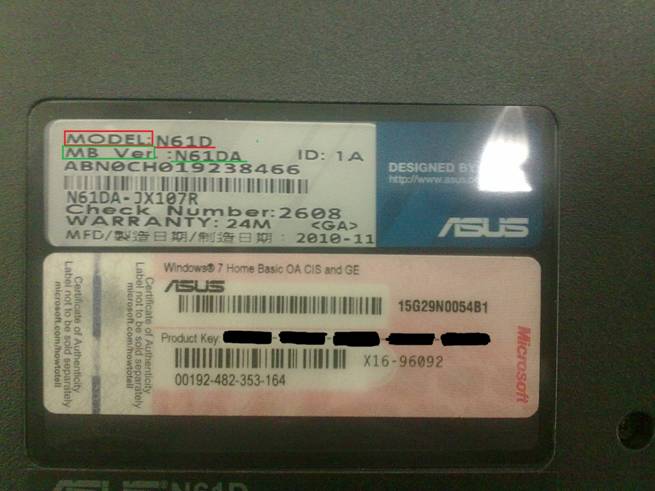 MODEL:N61D
MB Ver. :N61DA ID: 1A
ABN0CH019238466
N61DA-JX107R
Check Number:2608
WARRANTY: 24M <GA>
MFD/製造日期/制造日期: 2010-11
DESIGNED BY
http://www.asus
ASUS
Windows® 7 Home Basic OA CIS and GE
ASUS
15G29N0054B1
Product Key:
X16-96092
00192-482-353-164
Certificate of Authenticity
Label not to be sold separately
microsoft.com/howtotell
Certificate of Authenticity
Label not to be sold separately
microsoft.com/howtotell
Microsoft
ASUS N61D